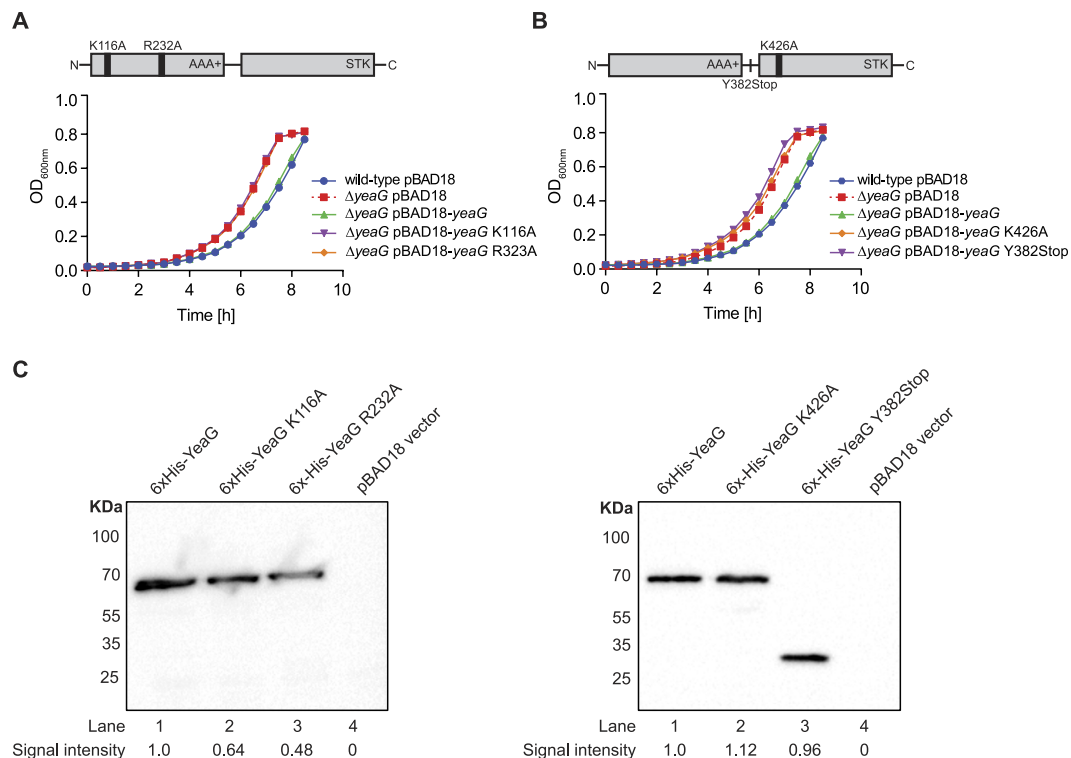 A
K116A R232A
N AAA+ STK C
1.0
0.8
0.6
0.4
0.2
0.0
OD600nm
0 2 4 6 8 10
Time [h]
wild-type pBAD18
ΔyeaG pBAD18
ΔyeaG pBAD18-yeaG
ΔyeaG pBAD18-yeaG K116A
ΔyeaG pBAD18-yeaG R323A
B
K426A
N AAA+ STK C
Y382Stop
1.0
0.8
0.6
0.4
0.2
0.0
OD600nm
0 2 4 6 8 10
Time [h]
wild-type pBAD18
ΔyeaG pBAD18
ΔyeaG pBAD18-yeaG
ΔyeaG pBAD18-yeaG K426A
ΔyeaG pBAD18-yeaG Y382Stop
C
6xHis-YeaG
6xHis-YeaG K116A
6x-His-YeaG R232A
pBAD18 vector
KDa
100
70
55
35
25
Lane 1 2 3 4
Signal intensity 1.0 0.64 0.48 0
6xHis-YeaG
6x-His-YeaG K426A
6x-His-YeaG Y382Stop
pBAD18 vector
KDa
100
70
55
35
25
Lane 1 2 3 4
Signal intensity 1.0 1.12 0.96 0